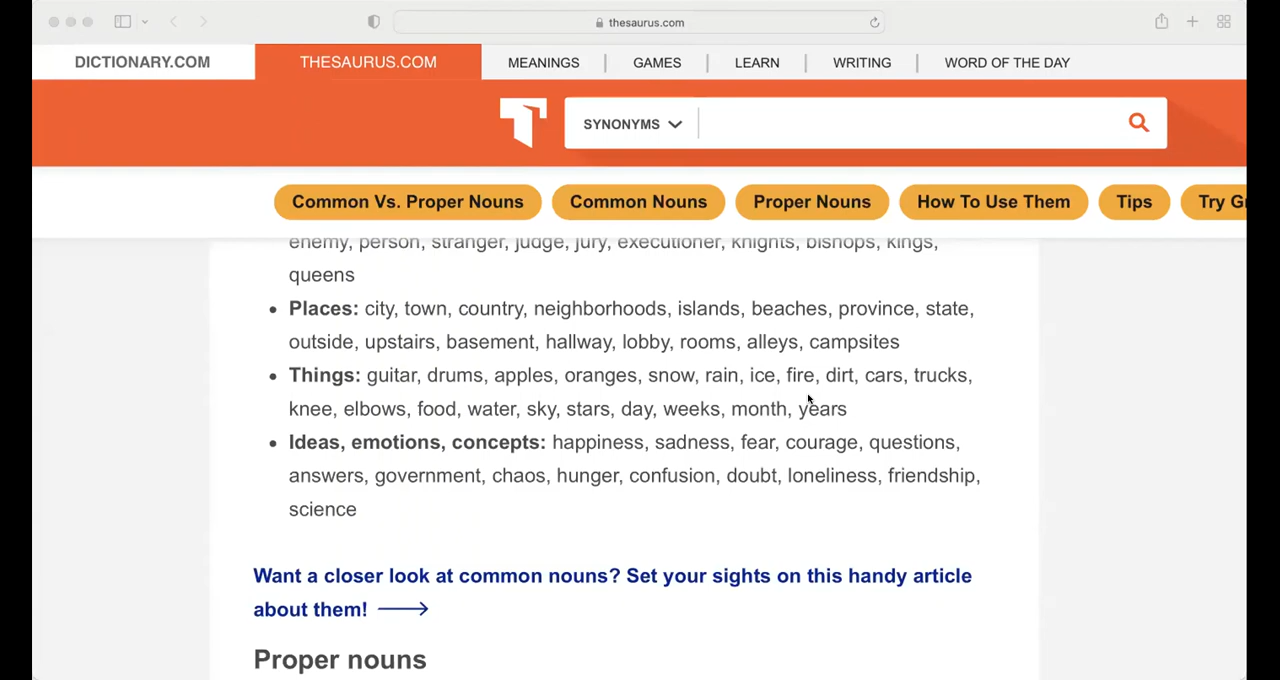 thesaurus.com
DICTIONARY.COM THESAURUS.COM MEANINGS | GAMES | LEARN | WRITING | WORD OF THE DAY
SYNONYMS
Common Vs. Proper Nouns Common Nouns Proper Nouns How To Use Them Tips Try Gr
enemy, person, stranger, judge, jury, executioner, knights, bishops, kings,
queens
• Places: city, town, country, neighborhoods, islands, beaches, province, state,
outside, upstairs, basement, hallway, lobby, rooms, alleys, campsites
• Things: guitar, drums, apples, oranges, snow, rain, ice, fire, dirt, cars, trucks,
knee, elbows, food, water, sky, stars, day, weeks, month, years
• Ideas, emotions, concepts: happiness, sadness, fear, courage, questions,
answers, government, chaos, hunger, confusion, doubt, loneliness, friendship,
science
Want a closer look at common nouns? Set your sights on this handy article
about them!
Proper nouns